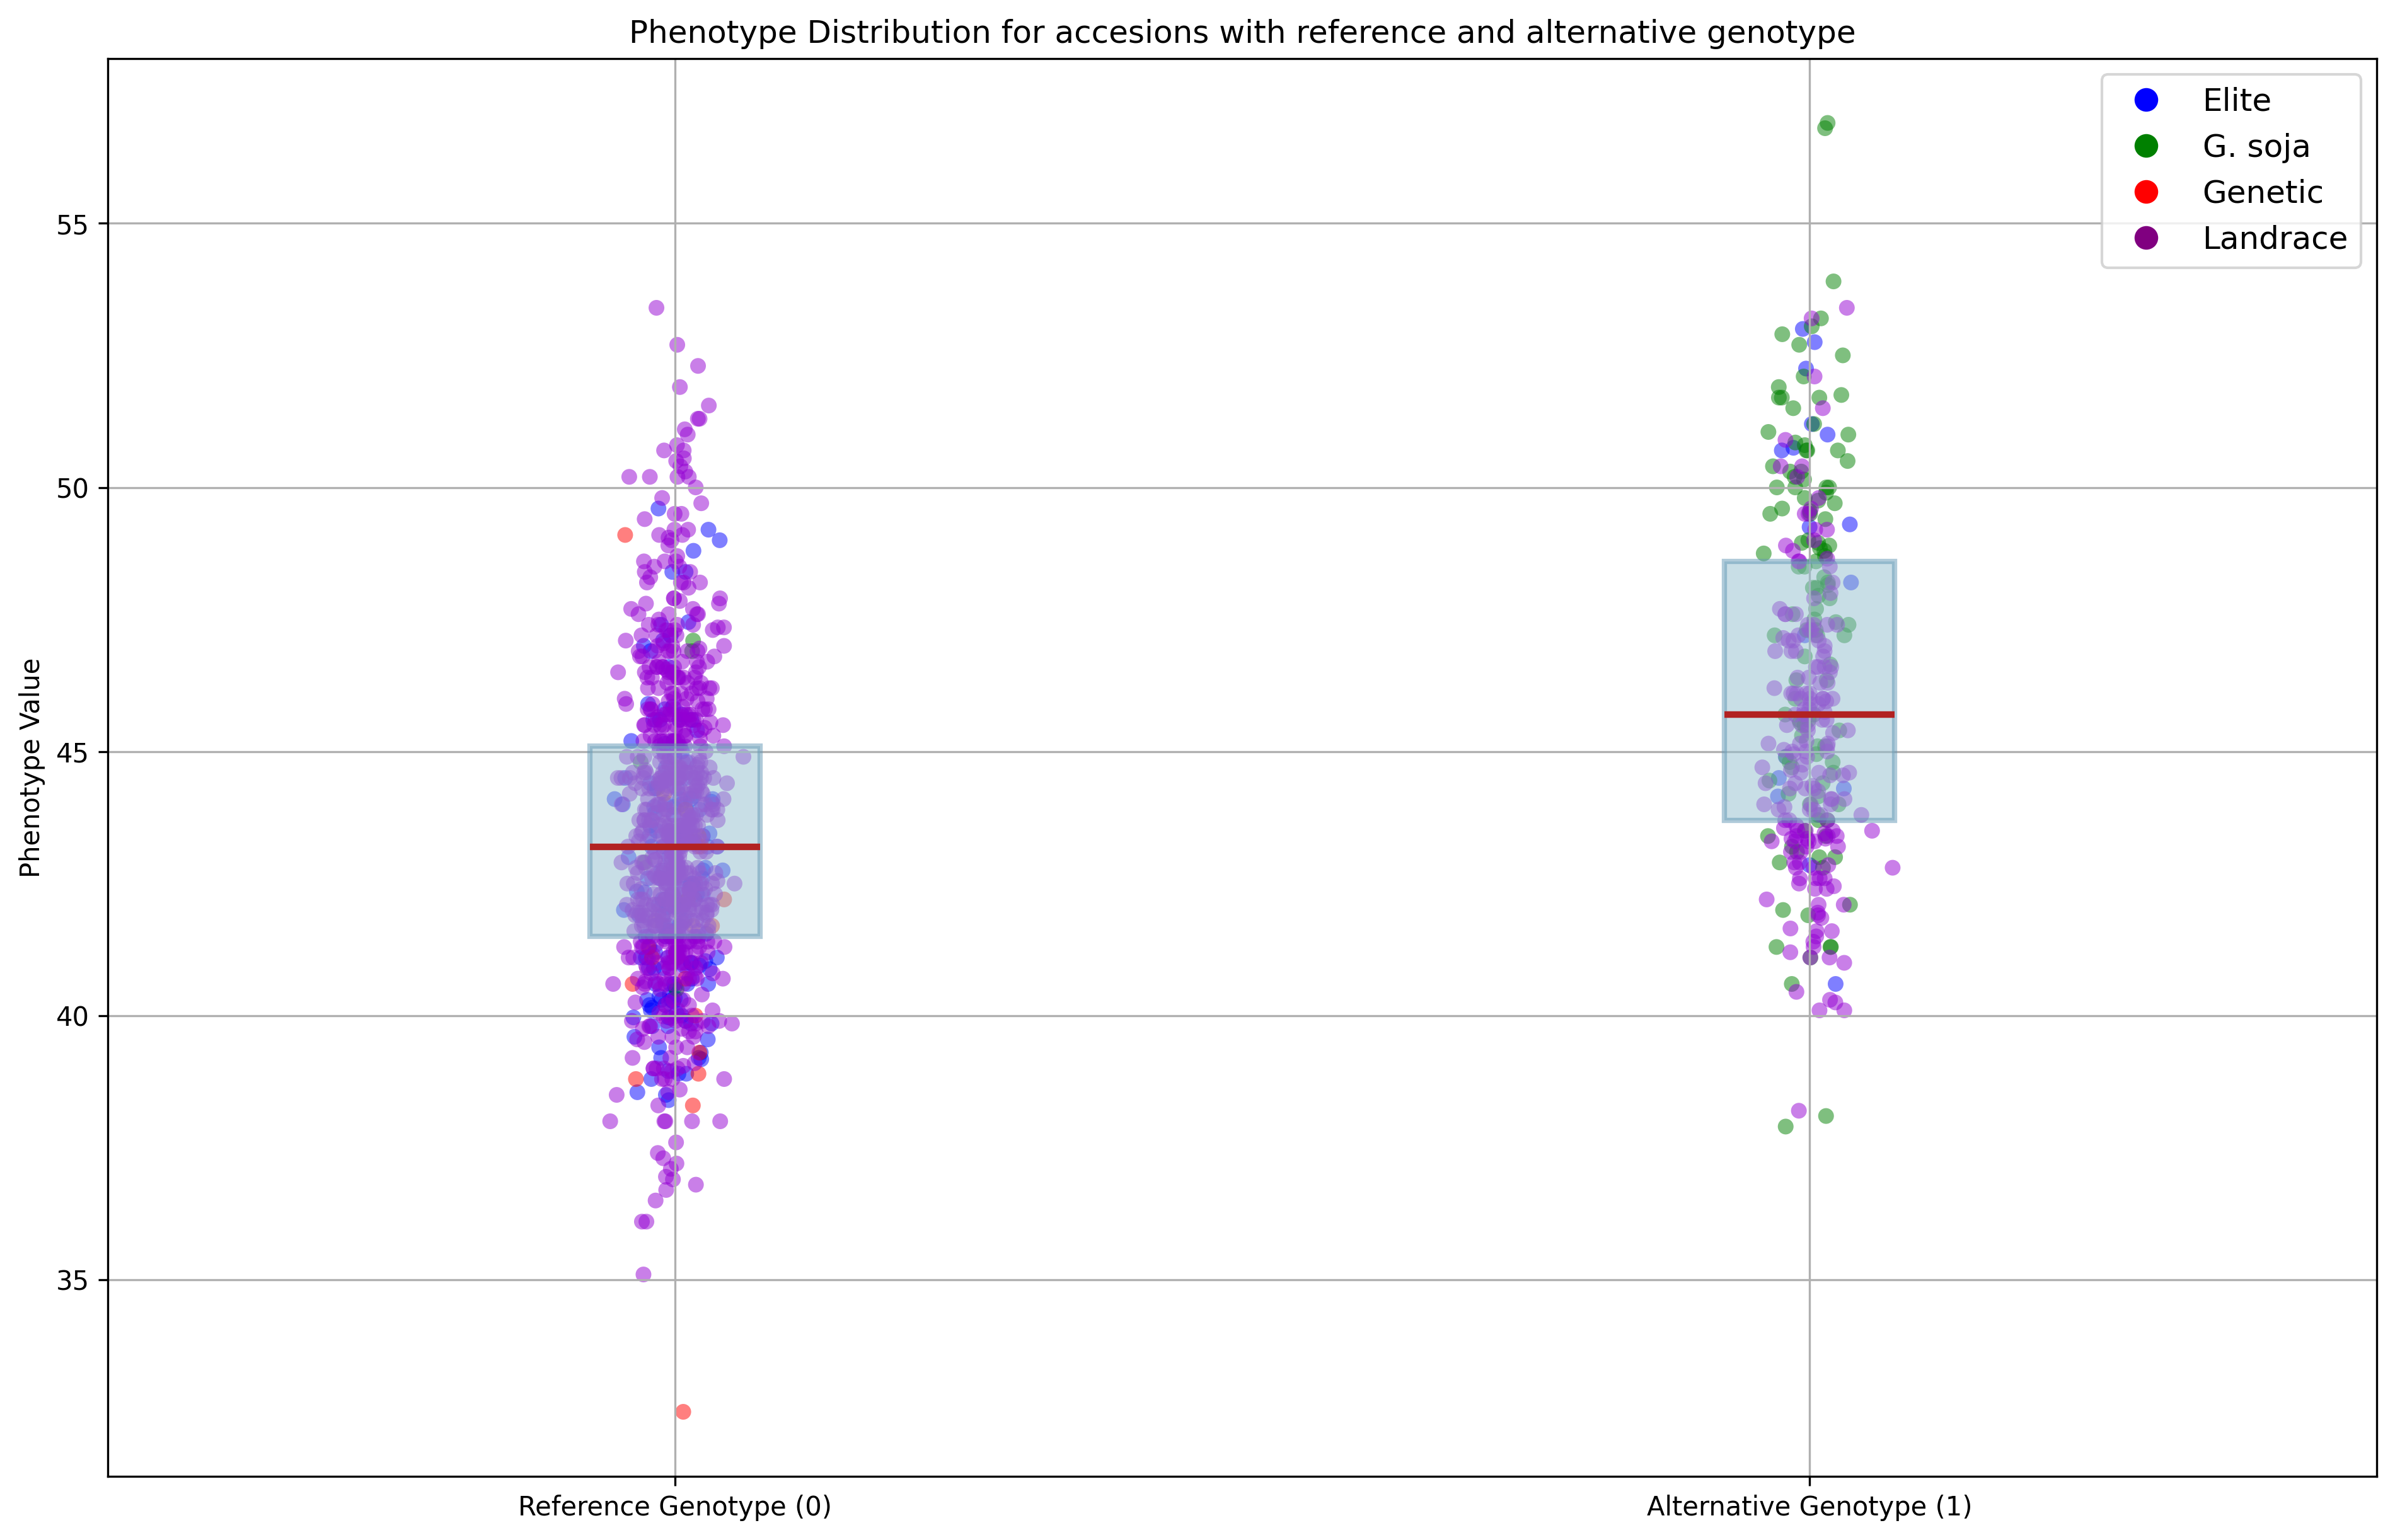 Phenotype Distribution for accesions with reference and alternative genotype
Elite
G. soja
Genetic
Landrace
Phenotype Value
55
50
45
40
35
Reference Genotype (0)
Alternative Genotype (1)